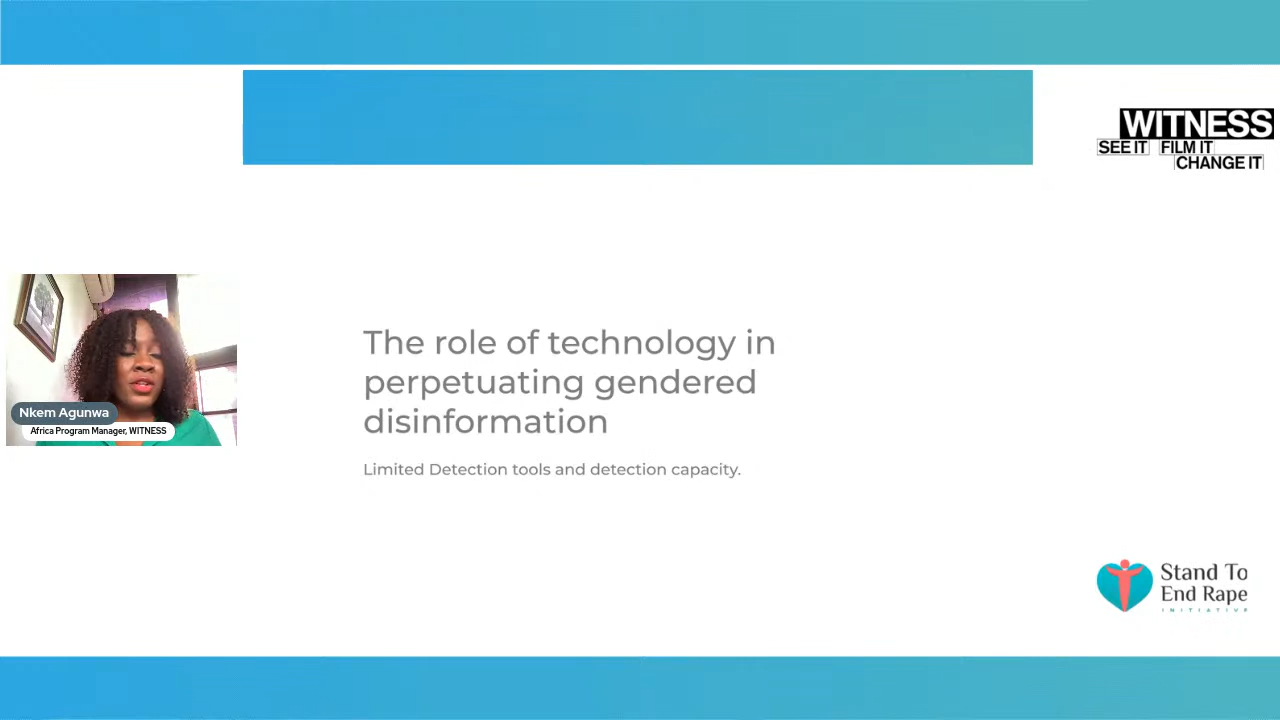 WITNESS
SEE IT FILM IT
CHANGE IT
The role of technology in
perpetuating gendered
disinformation
Limited Detection tools and detection capacity.
Nkem Agunwa
Africa Program Manager, WITNESS
Stand To
End Rape
INITIATIVE